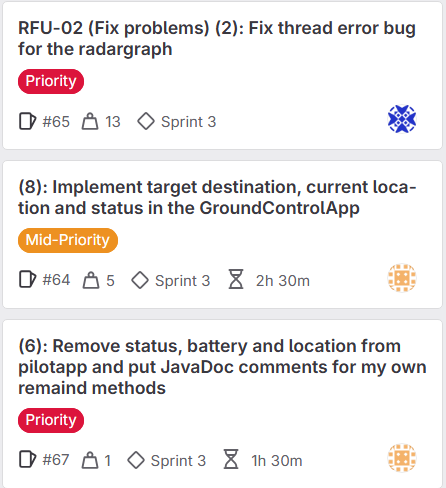 RFU-02 (Fix problems) (2): Fix thread error bug
for the radargraph
Priority
#65 13 Sprint 3
(8): Implement target destination, current loca-
tion and status in the GroundControlApp
Mid-Priority
#64 5 Sprint 3 2h 30m
(6): Remove status, battery and location from
pilotapp and put JavaDoc comments for my own
remaind methods
Priority
#67 1 Sprint 3 1h 30m